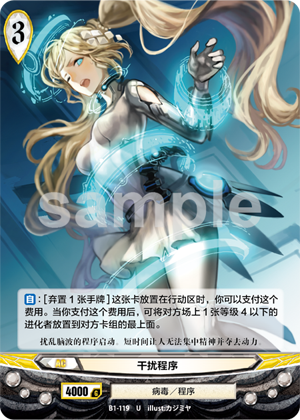 3
sample
:[弃置1张手牌]这张卡放置在行动区时，你可以支付这个
费用。当你支付这个费用后，可将对方场上1张等级4以下的
进化者放置到对方卡组的最上面。
扰乱脑波的程序启动。短时间让人无法集中精神并夺去动力。
AC
干扰程序
4000
病毒／程序
B1-119 U illust:カジミヤ